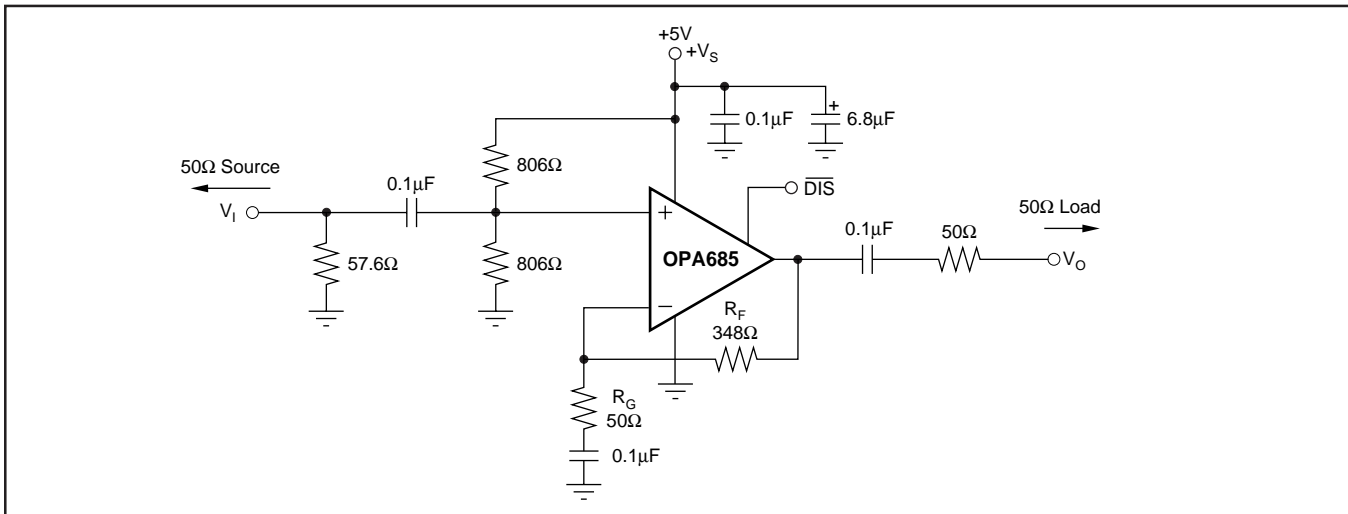 +5V
+V_S
0.1μF
6.8μF
50Ω Source
806Ω
0.1μF
DIS
50Ω Load
V_I
+
0.1μF
50Ω
57.6Ω
806Ω
OPA685
V_O
−
R_F
348Ω
R_G
50Ω
0.1μF
+